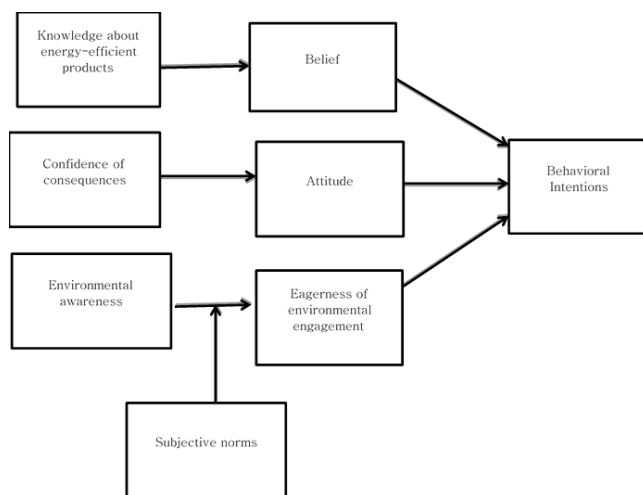 Knowledge about
energy-efficient
products
Belief
Confidence of
consequences
Attitude
Behavioral
Intentions
Environmental
awareness
Eagerness of
environmental
engagement
Subjective norms